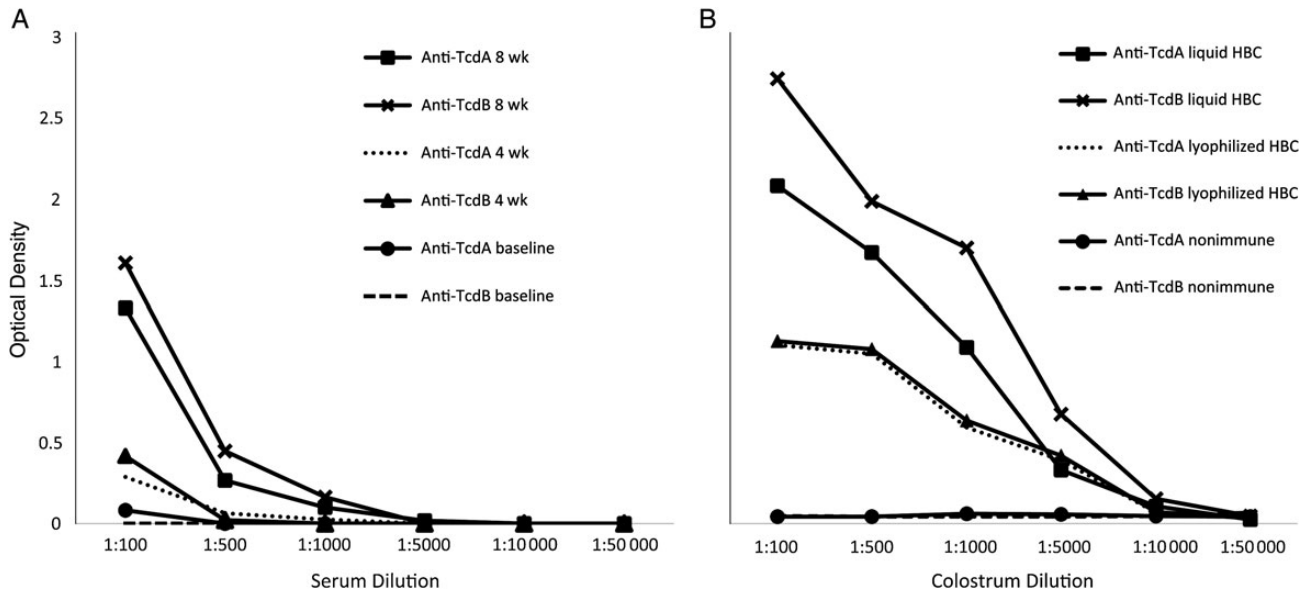 A
3
2.5
2
1.5
1
0.5
0
Optical Density
Anti-TcdA 8 wk
Anti-TcdB 8 wk
Anti-TcdA 4 wk
Anti-TcdB 4 wk
Anti-TcdA baseline
Anti-TcdB baseline
1:100 1:500 1:1000 1:5000 1:10 000 1:50 000
Serum Dilution
B
Anti-TcdA liquid HBC
Anti-TcdB liquid HBC
Anti-TcdA lyophilized HBC
Anti-TcdB lyophilized HBC
Anti-TcdA nonimmune
Anti-TcdB nonimmune
1:100 1:500 1:1000 1:5000 1:10 000 1:50 000
Colostrum Dilution